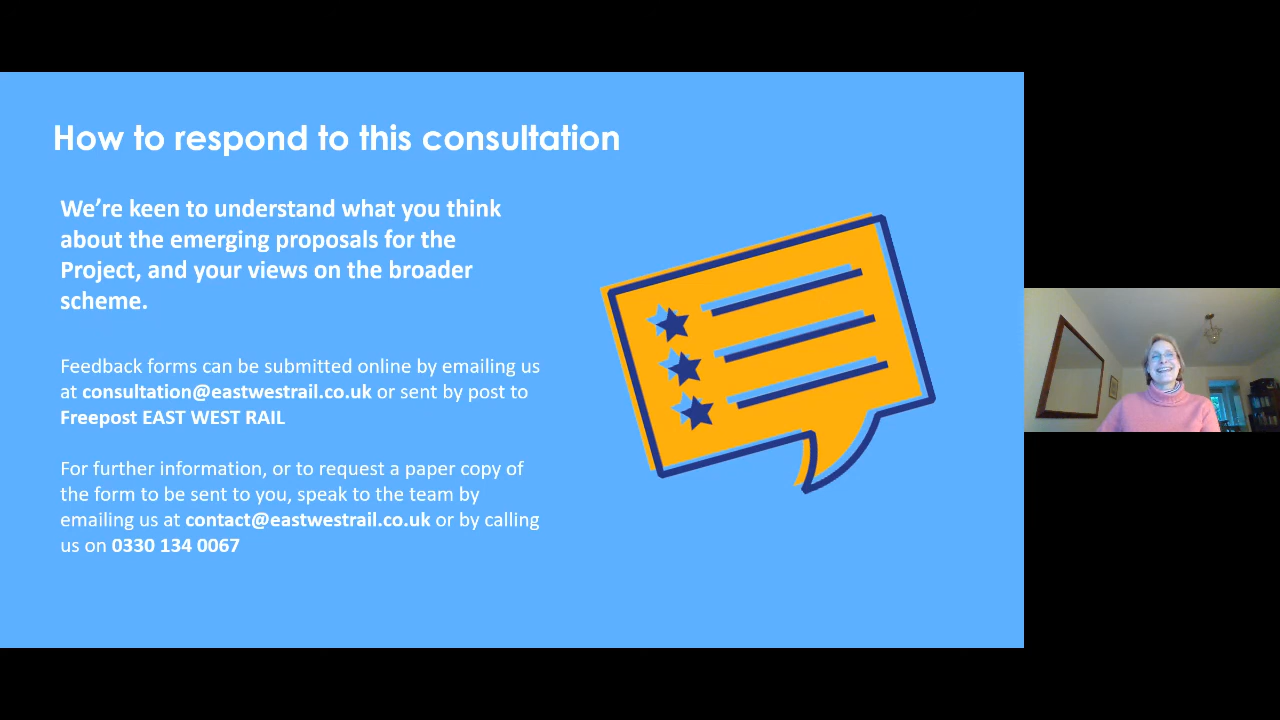 How to respond to this consultation
We’re keen to understand what you think
about the emerging proposals for the
Project, and your views on the broader
scheme.
Feedback forms can be submitted online by emailing us
at consultation@eastwestrail.co.uk or sent by post to
Freepost EAST WEST RAIL
For further information, or to request a paper copy of
the form to be sent to you, speak to the team by
emailing us at contact@eastwestrail.co.uk or by calling
us on 0330 134 0067